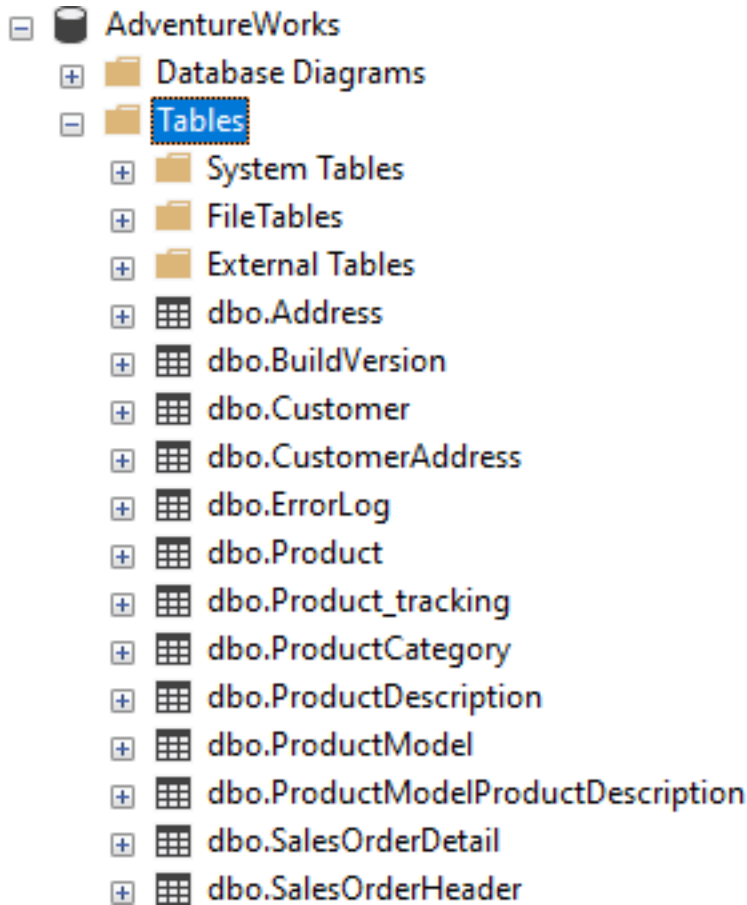 AdventureWorks
Database Diagrams
Tables
System Tables
FileTables
External Tables
dbo.Address
dbo.BuildVersion
dbo.Customer
dbo.CustomerAddress
dbo.ErrorLog
dbo.Product
dbo.Product_tracking
dbo.ProductCategory
dbo.ProductDescription
dbo.ProductModel
dbo.ProductModelProductDescription
dbo.SalesOrderDetail
dbo.SalesOrderHeader